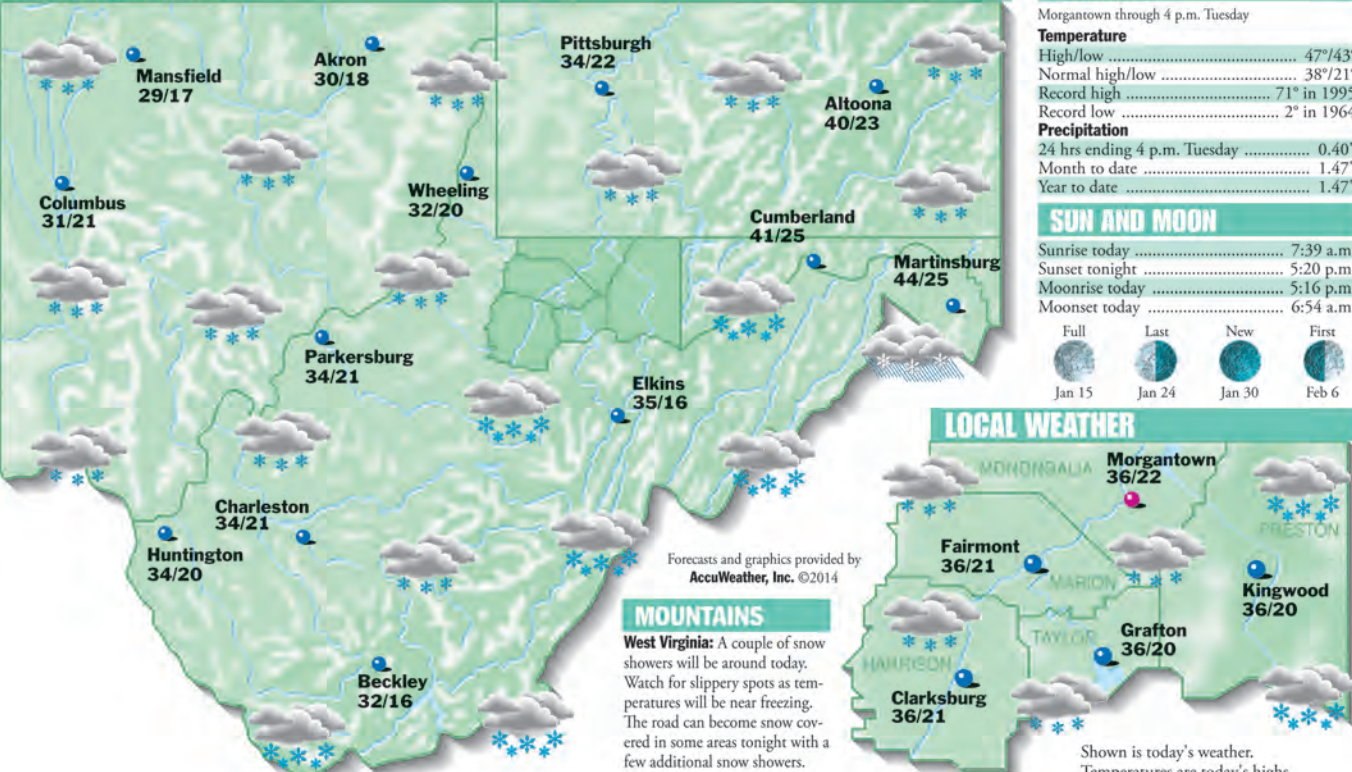 Mansfield
29/17
Akron
30/18
Pittsburgh
34/22
Altoona
40/23
Columbus
31/21
Wheeling
32/20
Cumberland
41/25
Martinsburg
44/25
Parkersburg
34/21
Elkins
35/16
Charleston
34/21
Huntington
34/20
Beckley
32/16
Forecasts and graphics provided by
AccuWeather, Inc. ©2014
MOUNTAINS
West Virginia: A couple of snow
showers will be around today.
Watch for slippery spots as tem-
peratures will be near freezing.
The road can become snow cov-
ered in some areas tonight with a
few additional snow showers.
Morgantown through 4 p.m. Tuesday
Temperature
High/low .......................................... 47°/43°
Normal high/low .............................. 38°/21°
Record high ................................ 71° in 1995
Record low ................................... 2° in 1964
Precipitation
24 hrs ending 4 p.m. Tuesday .............. 0.40"
Month to date .................................... 1.47"
Year to date ....................................... 1.47"
SUN AND MOON
Sunrise today .................................. 7:39 a.m
Sunset tonight ................................ 5:20 p.m
Moonrise today .............................. 5:16 p.m
Moonset today ................................ 6:54 a.m
Full Last New First
Jan 15 Jan 24 Jan 30 Feb 6
LOCAL WEATHER
MONONGALIA
Morgantown
36/22
PRESTON
Fairmont
36/21
MARION
Kingwood
36/20
TAYLOR
Grafton
36/20
HARRISON
Clarksburg
36/21
Shown is today's weather.
Temperatures are today's highs